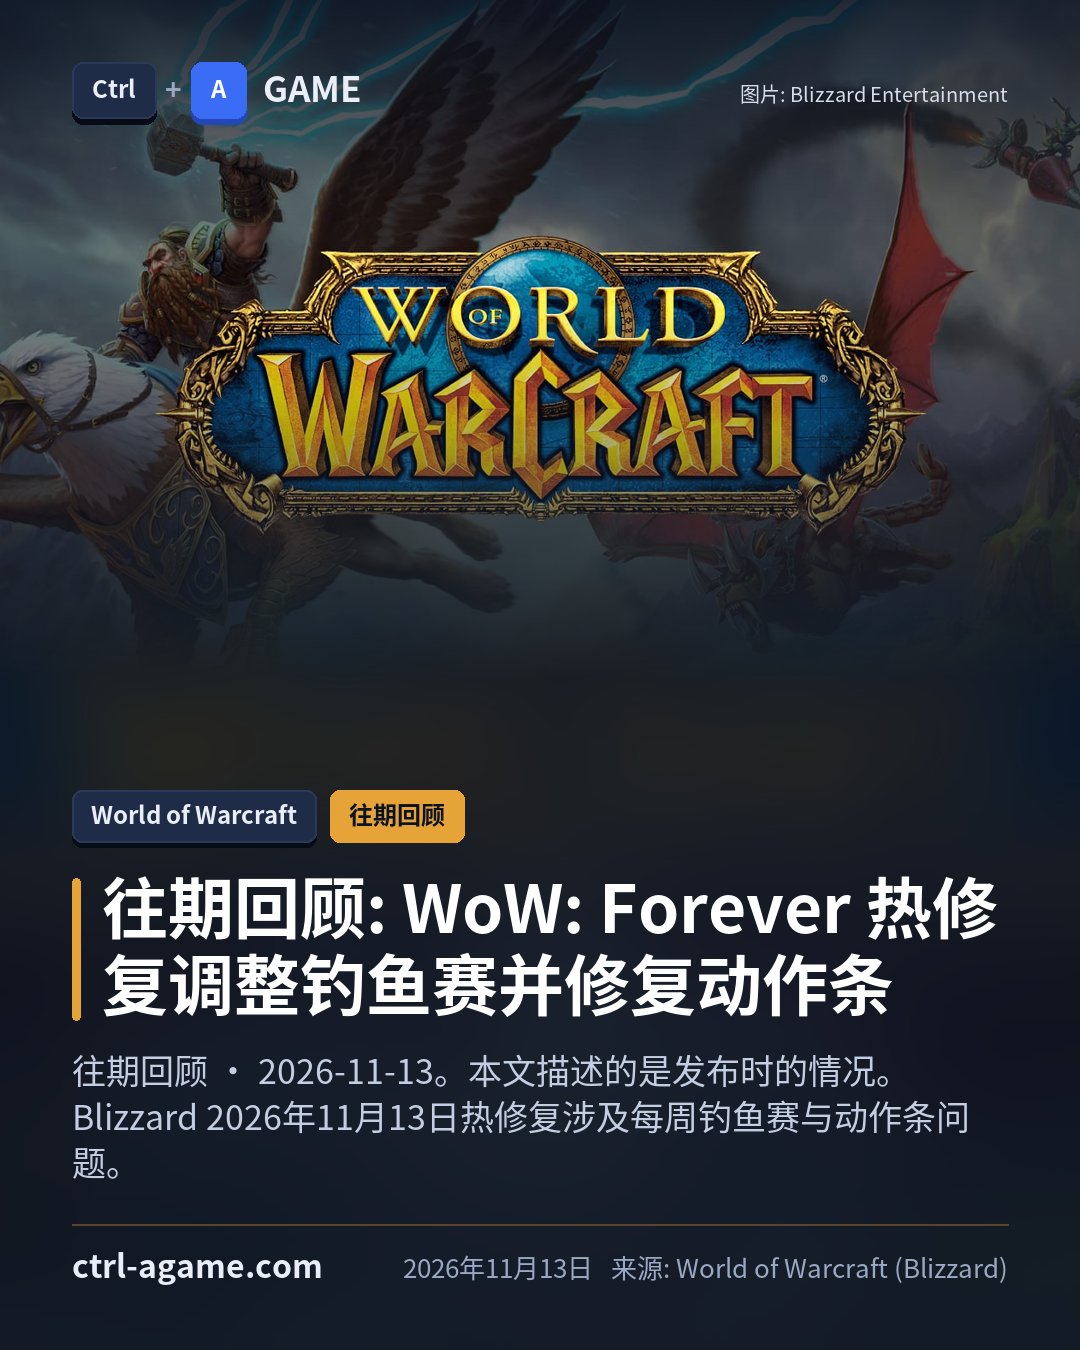 Ctrl + A GAME
图片: Blizzard Entertainment
WORLD
OF
WARCRAFT
®
World of Warcraft
往期回顾
往期回顾: WoW: Forever 热修
复调整钓鱼赛并修复动作条
往期回顾 · 2026-11-13。本文描述的是发布时的情况。
Blizzard 2026年11月13日热修复涉及每周钓鱼赛与动作条问
题。
ctrl-agame.com
2026年11月13日 来源: World of Warcraft (Blizzard)